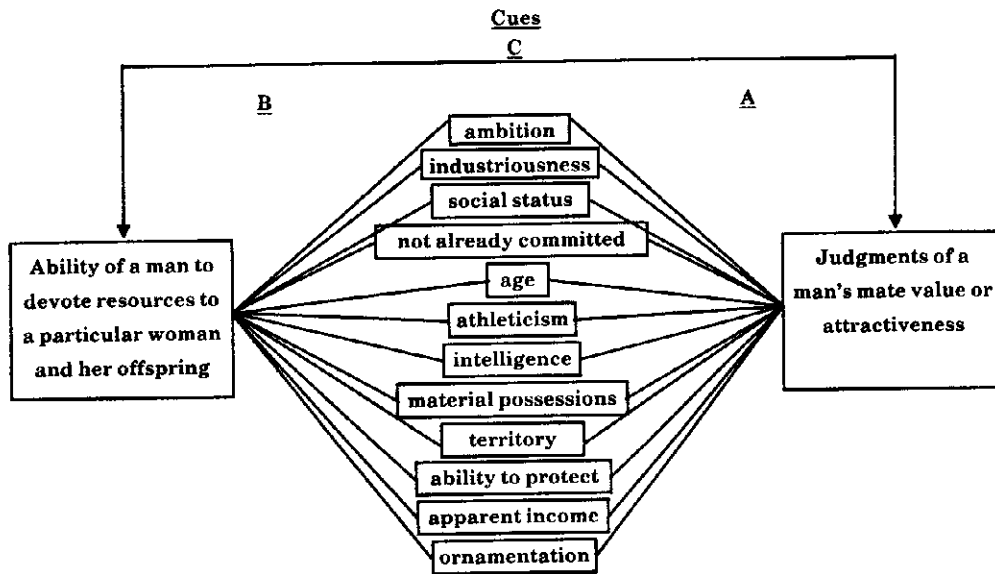 Cues
C
B
A
ambition
industriousness
social status
not already committed
age
athleticism
intelligence
material possessions
territory
ability to protect
apparent income
ornamentation
Ability of a man to
devote resources to
a particular woman
and her offspring
Judgments of a
man's mate value or
attractiveness